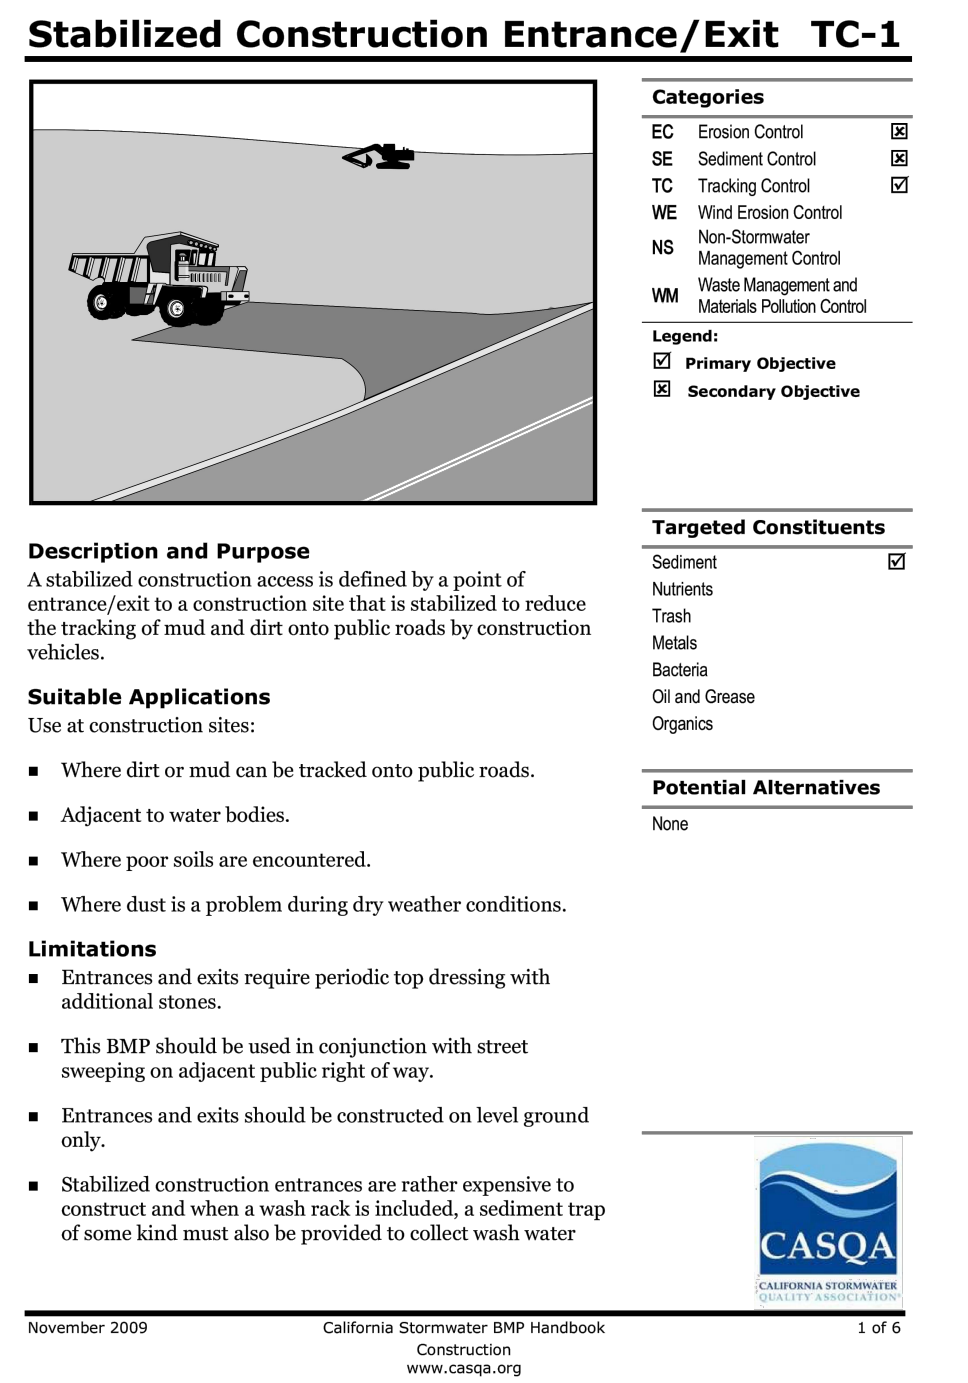 Stabilized Construction Entrance/Exit TC-1
Categories
EC Erosion Control ☒
SE Sediment Control ☒
TC Tracking Control ☑
WE Wind Erosion Control
NS Non-Stormwater
Management Control
WM Waste Management and
Materials Pollution Control
Legend:
☑ Primary Objective
☒ Secondary Objective
Description and Purpose
A stabilized construction access is defined by a point of
entrance/exit to a construction site that is stabilized to reduce
the tracking of mud and dirt onto public roads by construction
vehicles.
Suitable Applications
Use at construction sites:
■ Where dirt or mud can be tracked onto public roads.
■ Adjacent to water bodies.
■ Where poor soils are encountered.
■ Where dust is a problem during dry weather conditions.
Limitations
■ Entrances and exits require periodic top dressing with
additional stones.
■ This BMP should be used in conjunction with street
sweeping on adjacent public right of way.
■ Entrances and exits should be constructed on level ground
only.
■ Stabilized construction entrances are rather expensive to
construct and when a wash rack is included, a sediment trap
of some kind must also be provided to collect wash water
Targeted Constituents
Sediment ☑
Nutrients
Trash
Metals
Bacteria
Oil and Grease
Organics
Potential Alternatives
None
CASQA
CALIFORNIA STORMWATER
QUALITY ASSOCIATION®
November 2009 California Stormwater BMP Handbook 1 of 6
Construction
www.casqa.org